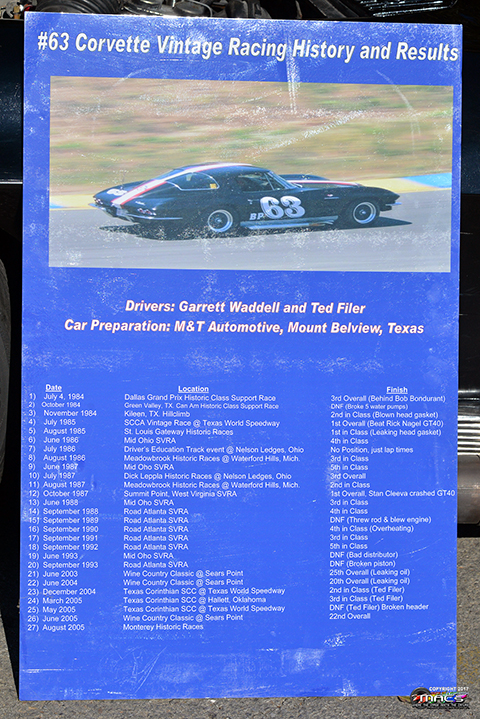 #63 Corvette Vintage Racing History and Results
BP 63
Drivers: Garrett Waddell and Ted Filer
Car Preparation: M&T Automotive, Mount Belview, Texas
Date Location Finish
1) July 4, 1984 Dallas Grand Prix Historic Class Support Race 3rd Overall (Behind Bob Bondurant)
2) October 1984 Green Valley, TX. Can Am Historic Class Support Race DNF (Broke 5 water pumps)
3) November 1984 Kileen, TX. Hillclimb 2nd in Class (Blown head gasket)
4) July 1985 SCCA Vintage Race @ Texas World Speedway 1st Overall (Beat Rick Nagel GT40)
5) August 1985 St. Louis Gateway Historic Races 1st in Class (Leaking head gasket)
6) June 1986 Mid Ohio SVRA 4th in Class
7) July 1986 Driver's Education Track event @ Nelson Ledges, Ohio No Position, just lap times
8) August 1986 Meadowbrook Historic Races @ Waterford Hills, Mich. 3rd in Class
9) June 1987 Mid Oho SVRA 5th in Class
10) July 1987 Dick Leppla Historic Races @ Nelson Ledges, Ohio 3rd Overall
11) August 1987 Meadowbrook Historic Races @ Waterford Hills, Mich. 2nd in Class
12) October 1987 Summit Point, West Virginia SVRA 1st Overall, Stan Cleeva crashed GT40
13) June 1988 Mid Oho SVRA 3rd in Class
14) September 1988 Road Atlanta SVRA 4th in Class
15) September 1989 Road Atlanta SVRA DNF (Threw rod & blew engine)
16) September 1990 Road Atlanta SVRA 4th in Class (Overheating)
17) September 1991 Road Atlanta SVRA 3rd in Class
18) September 1992 Road Atlanta SVRA 5th in Class
19) June 1993 Mid Oho SVRA DNF (Bad distributor)
20) September 1993 Road Atlanta SVRA DNF (Broken piston)
21) June 2003 Wine Country Classic @ Sears Point 25th Overall (Leaking oil)
22) June 2004 Wine Country Classic @ Sears Point 20th Overall (Leaking oil)
23) December 2004 Texas Corinthian SCC @ Texas World Speedway 2nd in Class (Ted Filer)
24) March 2005 Texas Corinthian SCC @ Hallett, Oklahoma 3rd in Class (Ted Filer)
25) May 2005 Texas Corinthian SCC @ Texas World Speedway DNF (Ted Filer) Broken header
26) June 2005 Wine Country Classic @ Sears Point 22nd Overall
27) August 2005 Monterey Historic Races
COPYRIGHT 2017